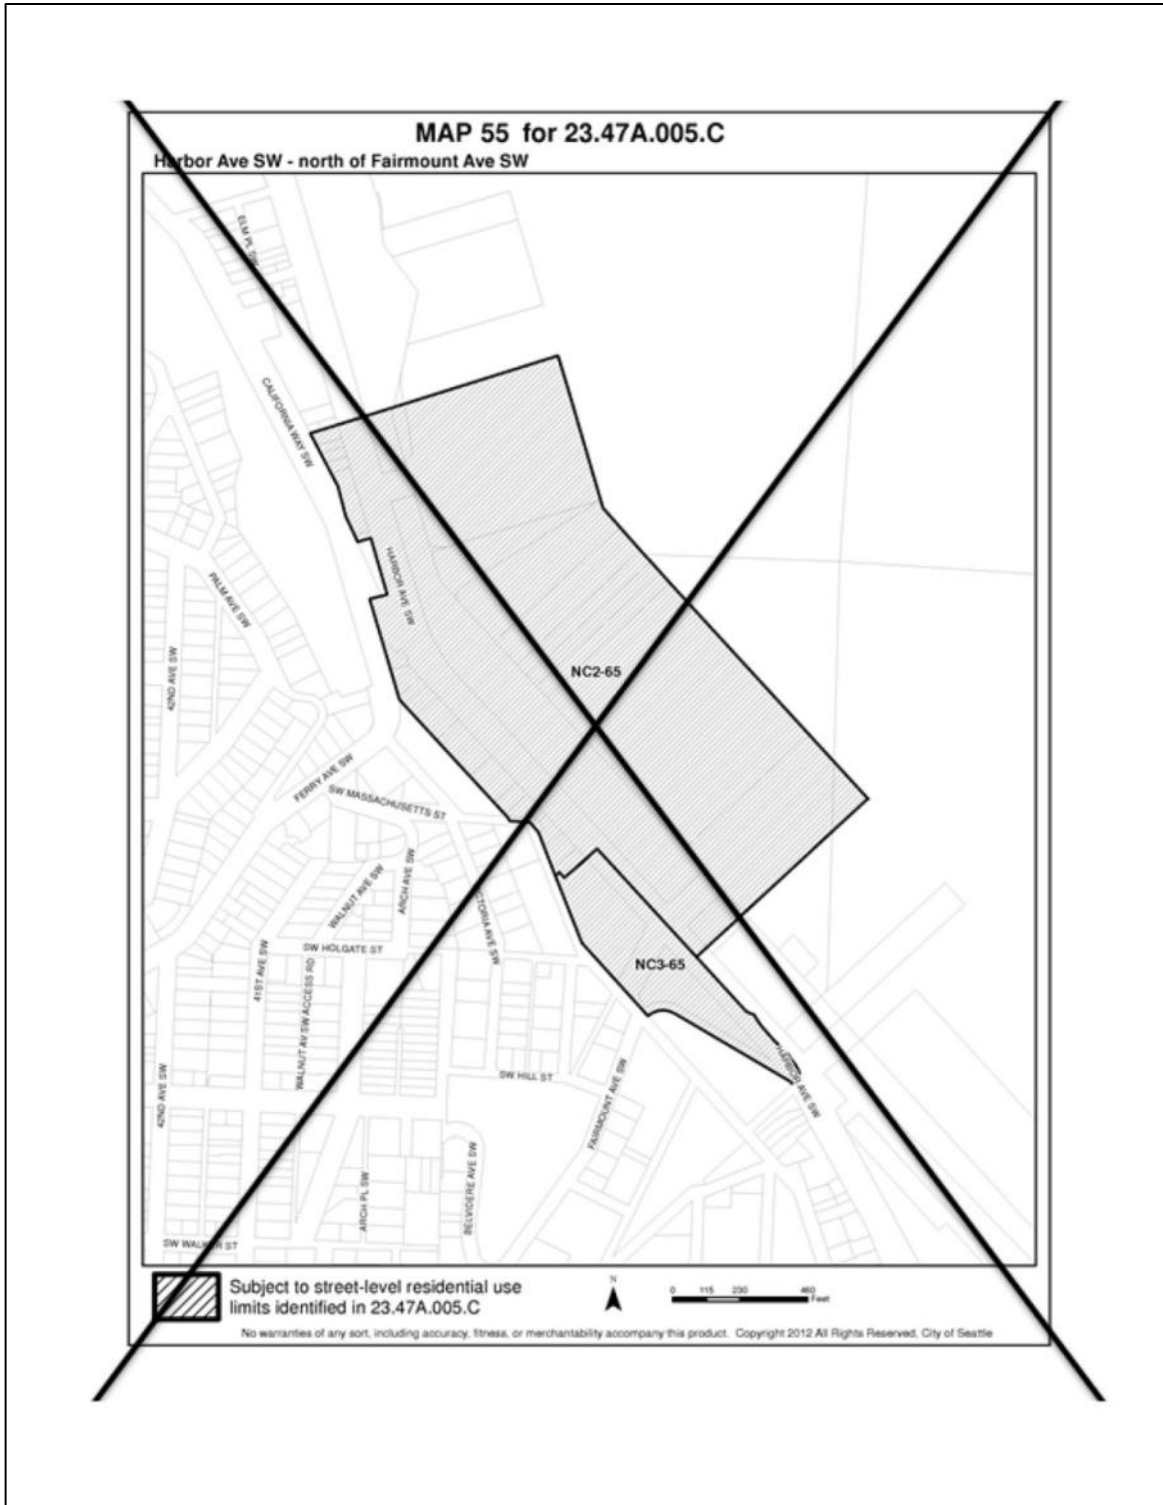 MAP 55 for 23.47A.005.C
Harbor Ave SW - north of Fairmount Ave SW
ELM PL SW
CALIFORNIA WAY SW
HARBOR AVE SW
PALM AVE SW
42ND AVE SW
NC2-65
FERRY AVE SW
SW MASSACHUSETTS ST
WALNUT AVE SW
ARCH AVE SW
CTORIA AVE SW
SW HOLGATE ST
41ST AVE SW
WALNUT AV SW ACCESS RD
NC3-65
SW HILL ST
FAIRMOUNT AVE SW
HARBOR AVE SW
42ND AVE SW
ARCH PL SW
BELVIDERE AVE SW
SW WALKER ST
Subject to street-level residential use
limits identified in 23.47A.005.C
N
0 115 230 460
Feet
No warranties of any sort, including accuracy, fitness, or merchantability accompany this product. Copyright 2012 All Rights Reserved, City of Seattle